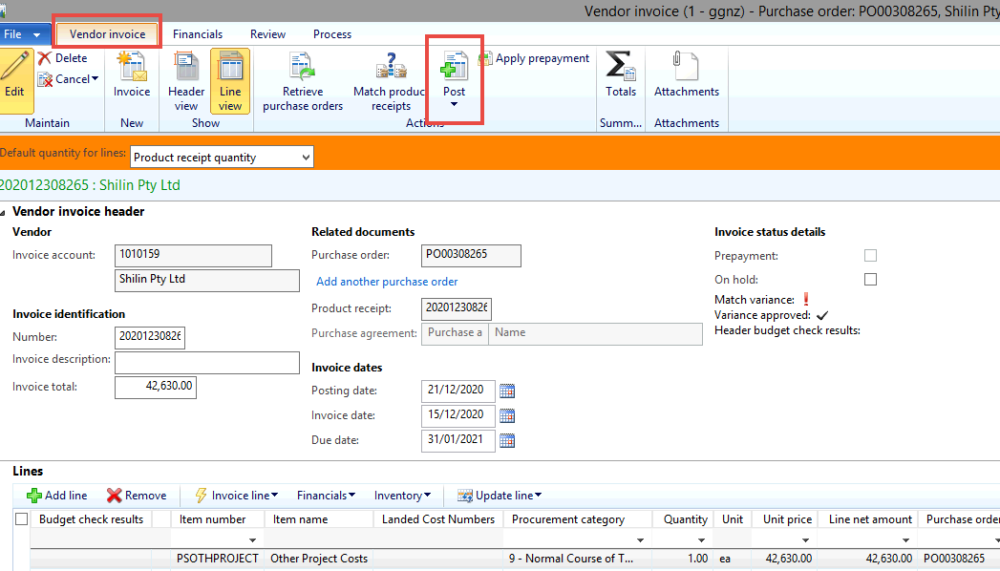 Vendor invoice (1 - ggnz) - Purchase order: PO00308265, Shilin Pty
File Vendor invoice Financials Review Process
Edit Delete Cancel Invoice Header view Line view Retrieve purchase orders Match produc receipts Post Apply prepayment Totals Attachments
Maintain New Show Actions Summ... Attachments
Default quantity for lines: Product receipt quantity
202012308265 : Shilin Pty Ltd
Vendor invoice header
Vendor
Invoice account: 1010159
Shilin Pty Ltd
Invoice identification
Number: 2020123082
Invoice description:
Invoice total: 42,630.00
Related documents
Purchase order: PO00308265
Add another purchase order
Product receipt: 2020123082
Purchase agreement: Purchase a Name
Invoice dates
Posting date: 21/12/2020
Invoice date: 15/12/2020
Due date: 31/01/2021
Invoice status details
Prepayment:
On hold:
Match variance:
Variance approved:
Header budget check results:
Lines
Add line Remove Invoice line Financials Inventory Update line
Budget check results Item number Item name Landed Cost Numbers Procurement category Quantity Unit Unit price Line net amount Purchase orde
PSOTHPROJECT Other Project Costs 9 - Normal Course of T... 1.00 ea 42,630.00 42,630.00 PO00308265